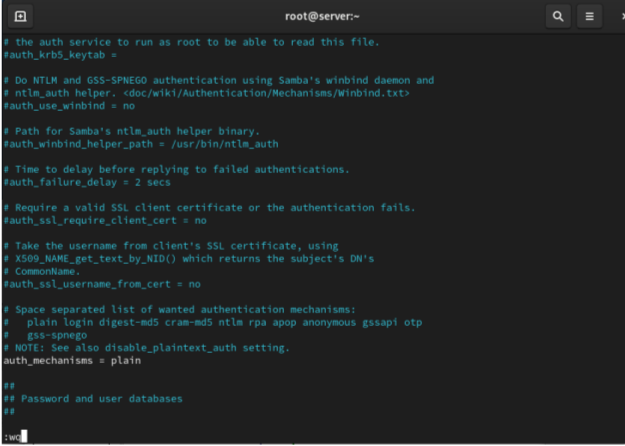 root@server:~
# the auth service to run as root to be able to read this file.
#auth_krb5_keytab =
# Do NTLM and GSS-SPNEGO authentication using Samba's winbind daemon and
# ntlm_auth helper. <doc/wiki/Authentication/Mechanisms/Winbind.txt>
#auth_use_winbind = no
# Path for Samba's ntlm_auth helper binary.
#auth_winbind_helper_path = /usr/bin/ntlm_auth
# Time to delay before replying to failed authentications.
#auth_failure_delay = 2 secs
# Require a valid SSL client certificate or the authentication fails.
#auth_ssl_require_client_cert = no
# Take the username from client's SSL certificate, using
# X509_NAME_get_text_by_NID() which returns the subject's DN's
# CommonName.
#auth_ssl_username_from_cert = no
# Space separated list of wanted authentication mechanisms:
#   plain login digest-md5 cram-md5 ntlm rpa apop anonymous gssapi otp
#   gss-spnego
# NOTE: See also disable_plaintext_auth setting.
auth_mechanisms = plain
##
## Password and user databases
##
:wq